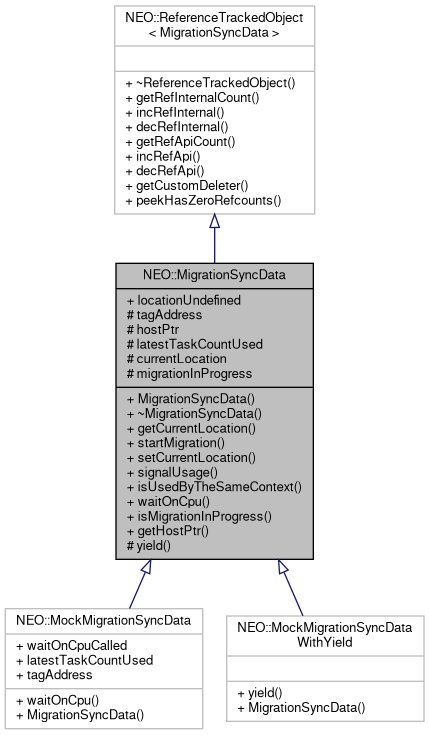 NEO::ReferenceTrackedObject
< MigrationSyncData >
+ ~ReferenceTrackedObject()
+ getRefInternalCount()
+ incRefInternal()
+ decRefInternal()
+ getRefApiCount()
+ incRefApi()
+ decRefApi()
+ getCustomDeleter()
+ peekHasZeroRefcounts()
NEO::MigrationSyncData
+ locationUndefined
# tagAddress
# hostPtr
# latestTaskCountUsed
# currentLocation
# migrationInProgress
+ MigrationSyncData()
+ ~MigrationSyncData()
+ getCurrentLocation()
+ startMigration()
+ setCurrentLocation()
+ signalUsage()
+ isUsedByTheSameContext()
+ waitOnCpu()
+ isMigrationInProgress()
+ getHostPtr()
# yield()
NEO::MockMigrationSyncData
+ waitOnCpuCalled
+ latestTaskCountUsed
+ tagAddress
+ waitOnCpu()
+ MigrationSyncData()
NEO::MockMigrationSyncData
WithYield
+ yield()
+ MigrationSyncData()